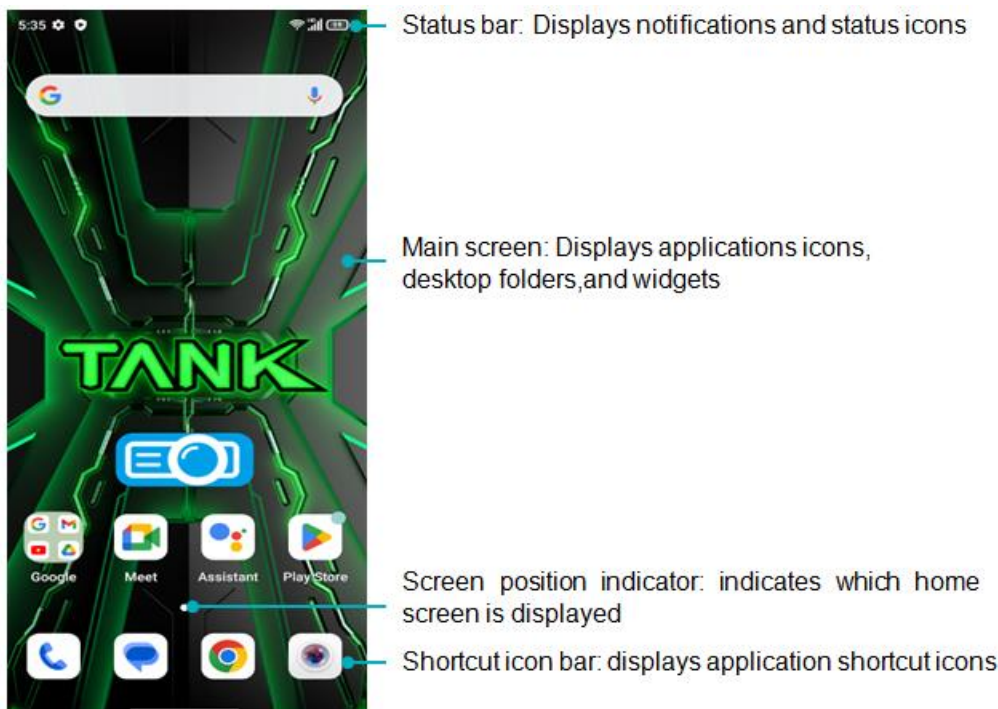 5:35
Status bar: Displays notifications and status icons
Main screen: Displays applications icons,
desktop folders,and widgets
TANK
Google Meet Assistant Play Store
Screen position indicator: indicates which home
screen is displayed
Shortcut icon bar: displays application shortcut icons